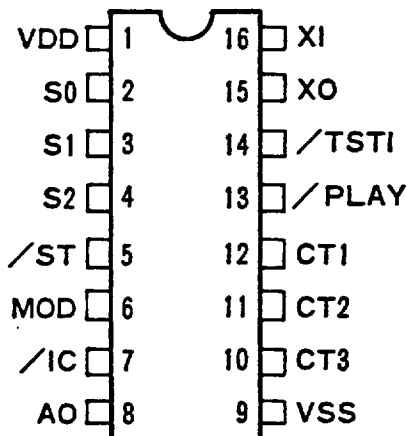 VDD 1 16 XI
S0 2 15 XO
S1 3 14 /TSTI
S2 4 13 /PLAY
/ST 5 12 CT1
MOD 6 11 CT2
/IC 7 10 CT3
AO 8 9 VSS